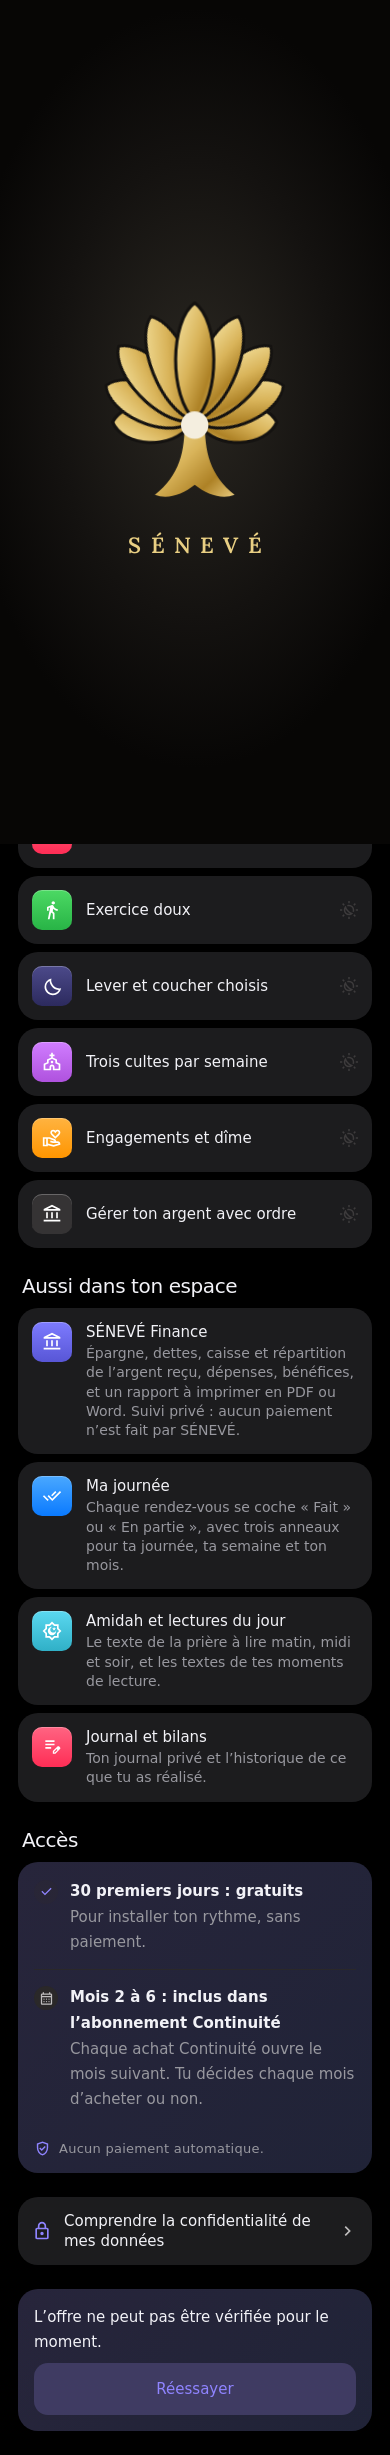 SÉNEVÉ
Exercice doux
Lever et coucher choisis
Trois cultes par semaine
Engagements et dîme
Gérer ton argent avec ordre
Aussi dans ton espace
SÉNEVÉ Finance
Épargne, dettes, caisse et répartition
de l’argent reçu, dépenses, bénéfices,
et un rapport à imprimer en PDF ou
Word. Suivi privé : aucun paiement
n’est fait par SÉNEVÉ.
Ma journée
Chaque rendez-vous se coche « Fait »
ou « En partie », avec trois anneaux
pour ta journée, ta semaine et ton
mois.
Amidah et lectures du jour
Le texte de la prière à lire matin, midi
et soir, et les textes de tes moments
de lecture.
Journal et bilans
Ton journal privé et l’historique de ce
que tu as réalisé.
Accès
30 premiers jours : gratuits
Pour installer ton rythme, sans
paiement.
Mois 2 à 6 : inclus dans
l’abonnement Continuité
Chaque achat Continuité ouvre le
mois suivant. Tu décides chaque mois
d’acheter ou non.
Aucun paiement automatique.
Comprendre la confidentialité de
mes données
L’offre ne peut pas être vérifiée pour le
moment.
Réessayer